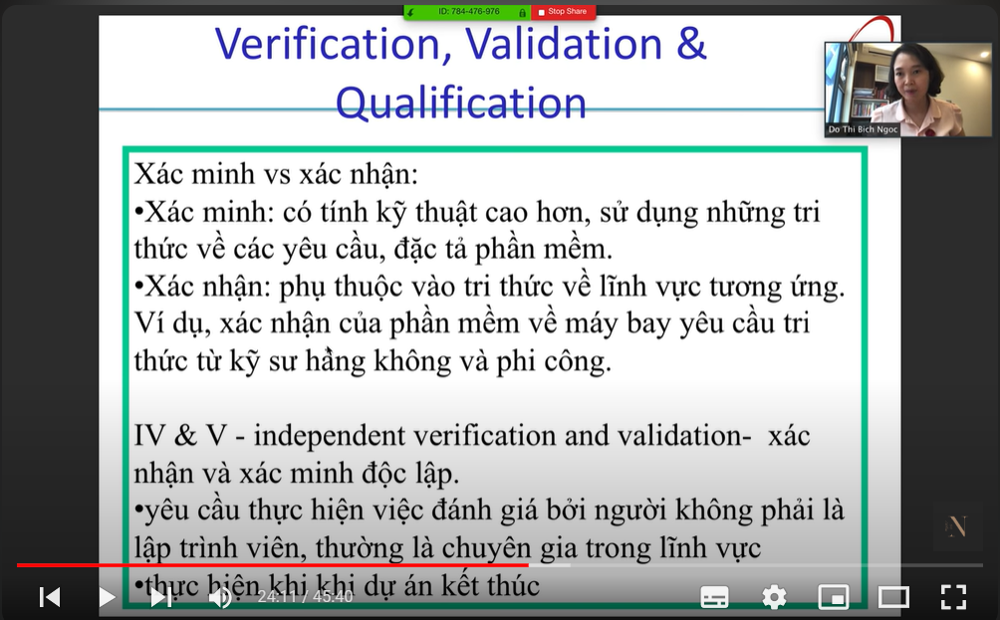 ID: 784-476-976
Stop Share
Verification, Validation &
Qualification
Do Thi Bich Ngoc
Xác minh vs xác nhận:
•Xác minh: có tính kỹ thuật cao hơn, sử dụng những tri
thức về các yêu cầu, đặc tả phần mềm.
•Xác nhận: phụ thuộc vào tri thức về lĩnh vực tương ứng.
Ví dụ, xác nhận của phần mềm về máy bay yêu cầu tri
thức từ kỹ sư hằng không và phi công.
IV & V - independent verification and validation- xác
nhận và xác minh độc lập.
•yêu cầu thực hiện việc đánh giá bởi người không phải là
lập trình viên, thường là chuyên gia trong lĩnh vực
•thực hiện khi khi dự án kết thúc
24:11 / 45:40
N